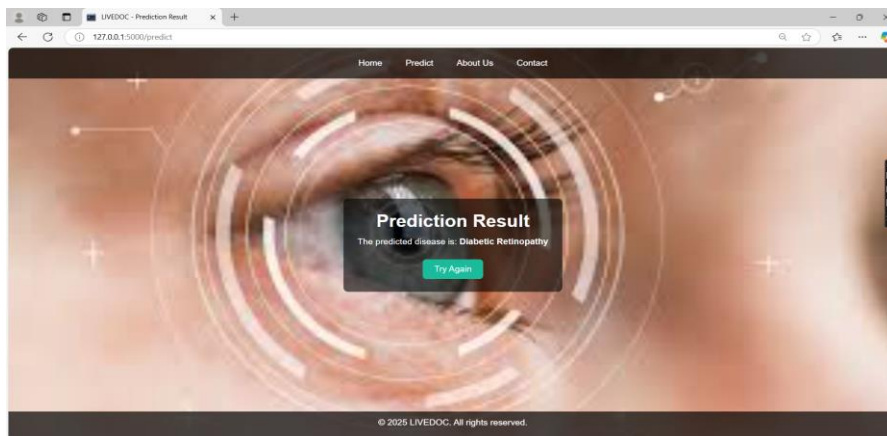 LIVEDOC - Prediction Result
127.0.0.1:5000/predict
Home Predict About Us Contact
Prediction Result
The predicted disease is: Diabetic Retinopathy
Try Again
© 2025 LIVEDOC. All rights reserved.